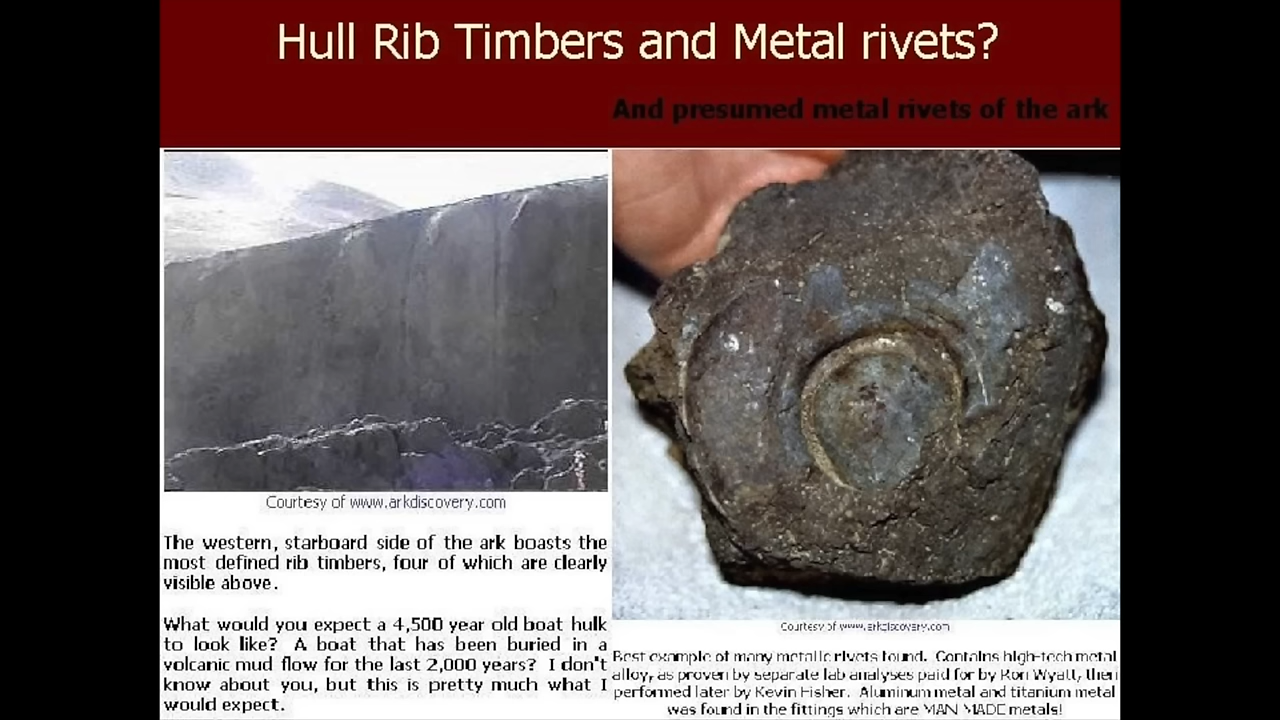 Hull Rib Timbers and Metal rivets?
And presumed metal rivets of the ark
Courtesy of www.arkdiscovery.com
The western, starboard side of the ark boasts the
most defined rib timbers, four of which are clearly
visible above.
What would you expect a 4,500 year old boat hulk
to look like? A boat that has been buried in a
volcanic mud flow for the last 2,000 years? I don't
know about you, but this is pretty much what I
would expect.
Courtesy of www.arkdiscovery.com
Best example of many metallic rivets found. Contains high-tech metal
alloy, as proven by separate lab analyses paid for by Ron Wyatt, then
performed later by Kevin Fisher. Aluminum metal and titanium metal
was found in the fittings which are MAN MADE metals!